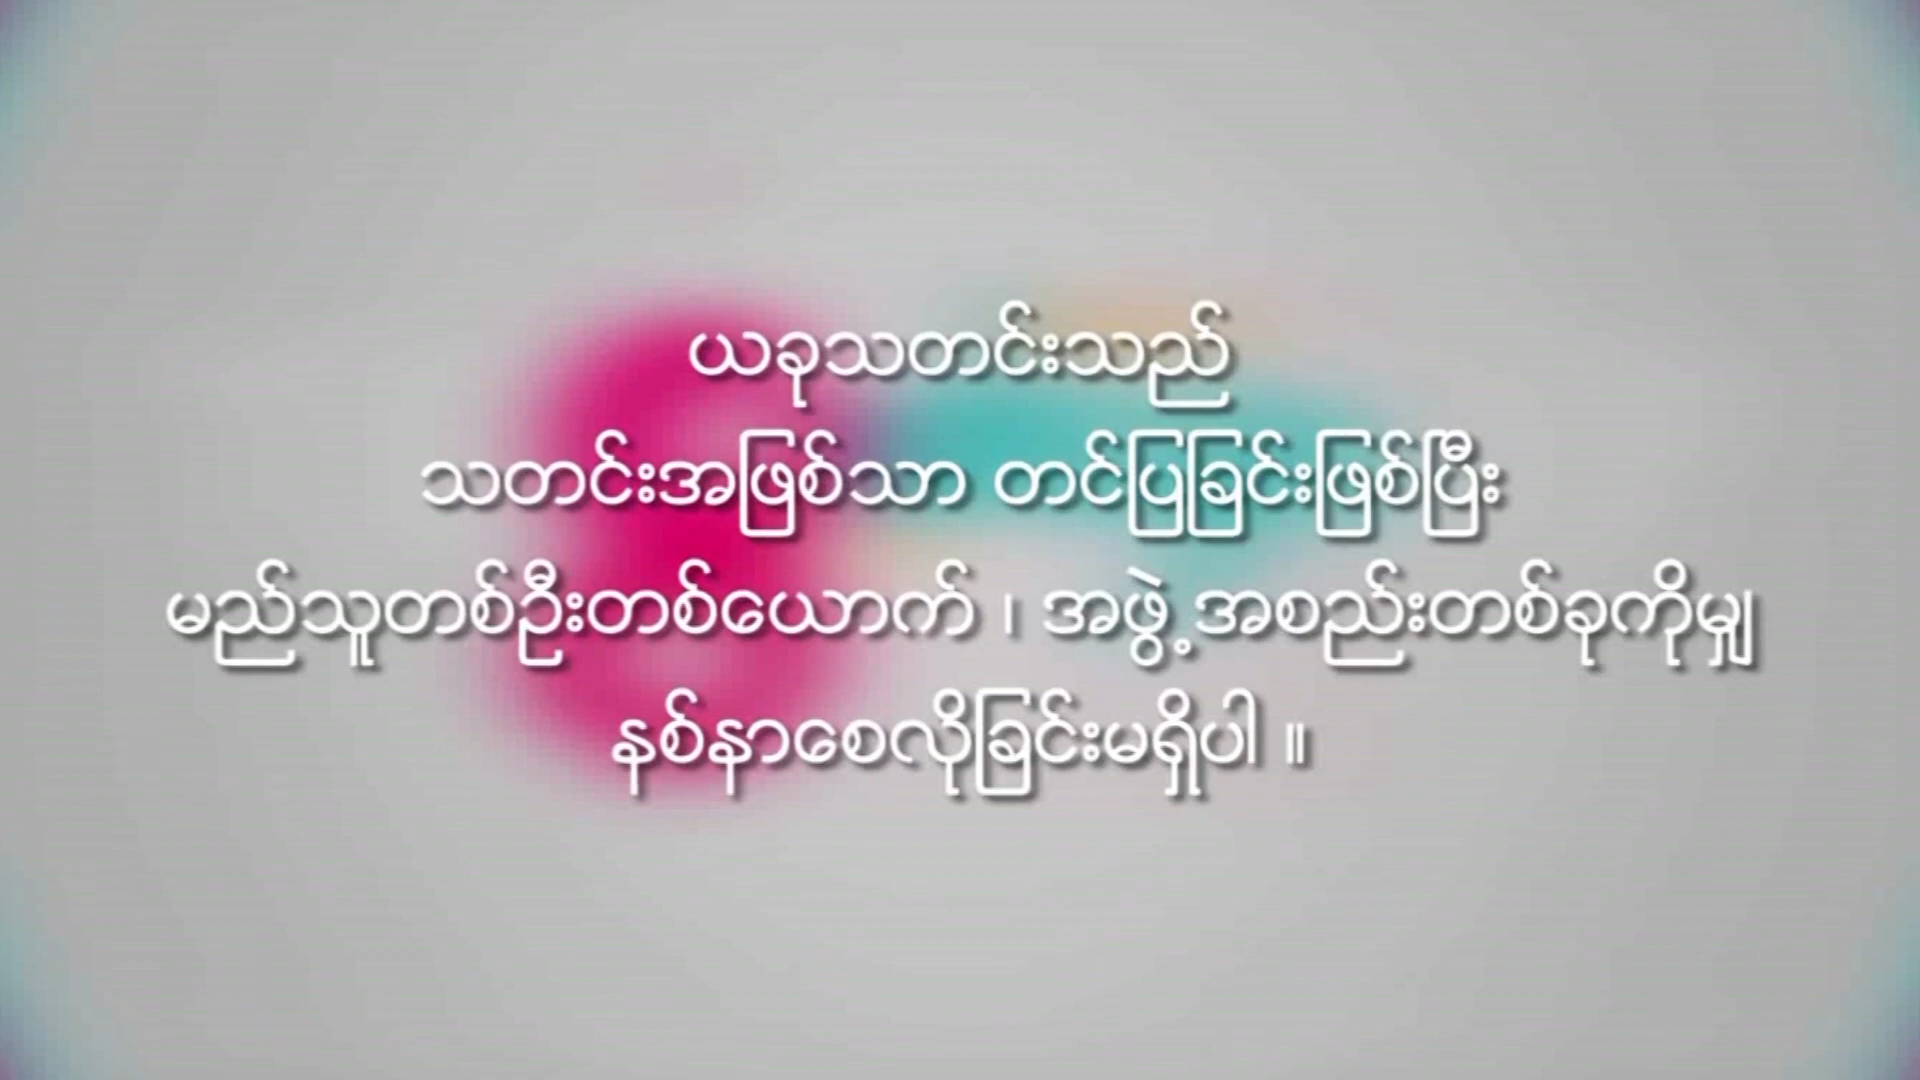 ယခုသတင်းသည်
သတင်းအဖြစ်သာ တင်ပြခြင်းဖြစ်ပြီး
မည်သူတစ်ဦးတစ်ယောက် ၊ အဖွဲ့အစည်းတစ်ခုကိုမျှ
နစ်နာစေလိုခြင်းမရှိပါ ။